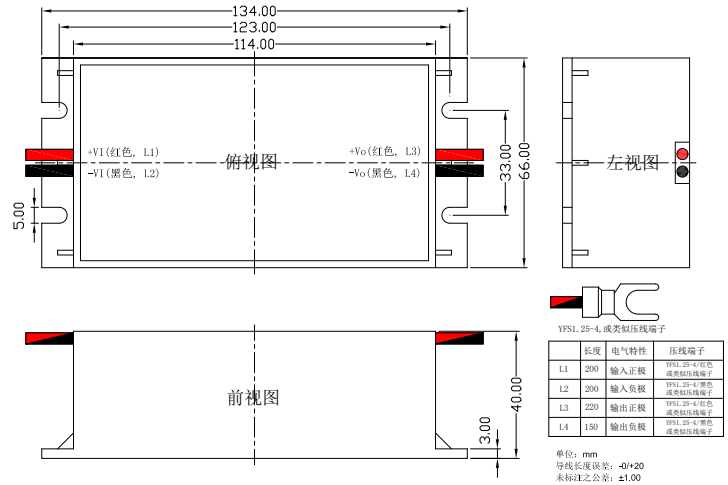 134.00
123.00
114.00
+VI(红色, L1)
-VI(黑色, L2)
俯视图
+Vo(红色, L3)
-Vo(黑色, L4)
33.00
66.00
5.00
左视图
YFS1.25-4,或类似压线端子
前视图
40.00
3.00
长度 电气特性 压线端子
L1 200 输入正极 YFS1.25-4/红色
或类似压线端子
L2 200 输入负极 YFS1.25-4/黑色
或类似压线端子
L3 220 输出正极 YFS1.25-4/红色
或类似压线端子
L4 150 输出负极 YFS1.25-4/黑色
或类似压线端子
单位: mm
导线长度误差: -0/+20
未标注之公差: ±1.00